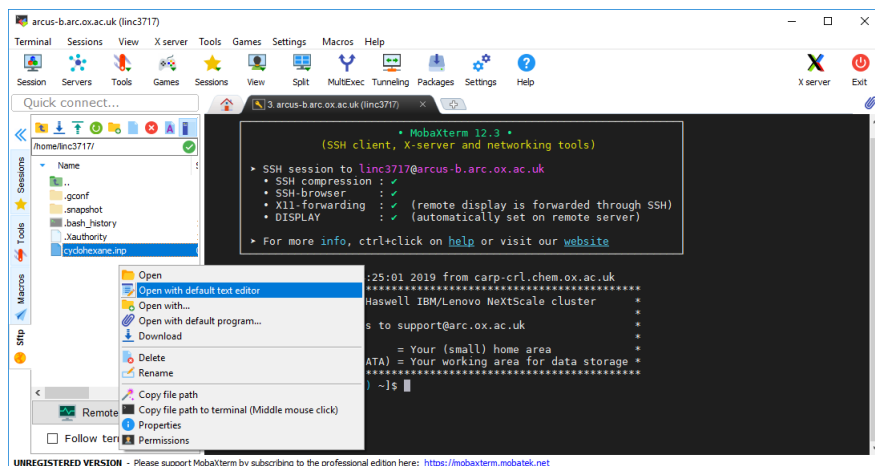 arcus-b.arc.ox.ac.uk (linc3717)
Terminal Sessions View X server Tools Games Settings Macros Help
Session Servers Tools Games Sessions View Split MultiExec Tunneling Packages Settings Help X server Exit
Quick connect...
3. arcus-b.arc.ox.ac.uk (linc3717)
/home/linc3717/
Name
..
.gconf
.snapshot
.bash_history
.Xauthority
cyclohexane.inp
Sessions
Tools
Macros
Sftp
Open
Open with default text editor
Open with...
Open with default program...
Download
Delete
Rename
Copy file path
Copy file path to terminal (Middle mouse click)
Properties
Permissions
Remote
Follow ter
• MobaXterm 12.3 •
(SSH client, X-server and networking tools)
➤ SSH session to linc3717@arcus-b.arc.ox.ac.uk
• SSH compression : ✔
• SSH-browser : ✔
• X11-forwarding : ✔ (remote display is forwarded through SSH)
• DISPLAY : ✔ (automatically set on remote server)
➤ For more info, ctrl+click on help or visit our website
:25:01 2019 from carp-crl.chem.ox.ac.uk
******************************************
Haswell IBM/Lenovo NeXtScale cluster *
*
s to support@arc.ox.ac.uk *
*
= Your (small) home area *
ATA) = Your working area for data storage *
******************************************
) ~]$
UNREGISTERED VERSION - Please support MobaXterm by subscribing to the professional edition here: https://mobaxterm.mobatek.net